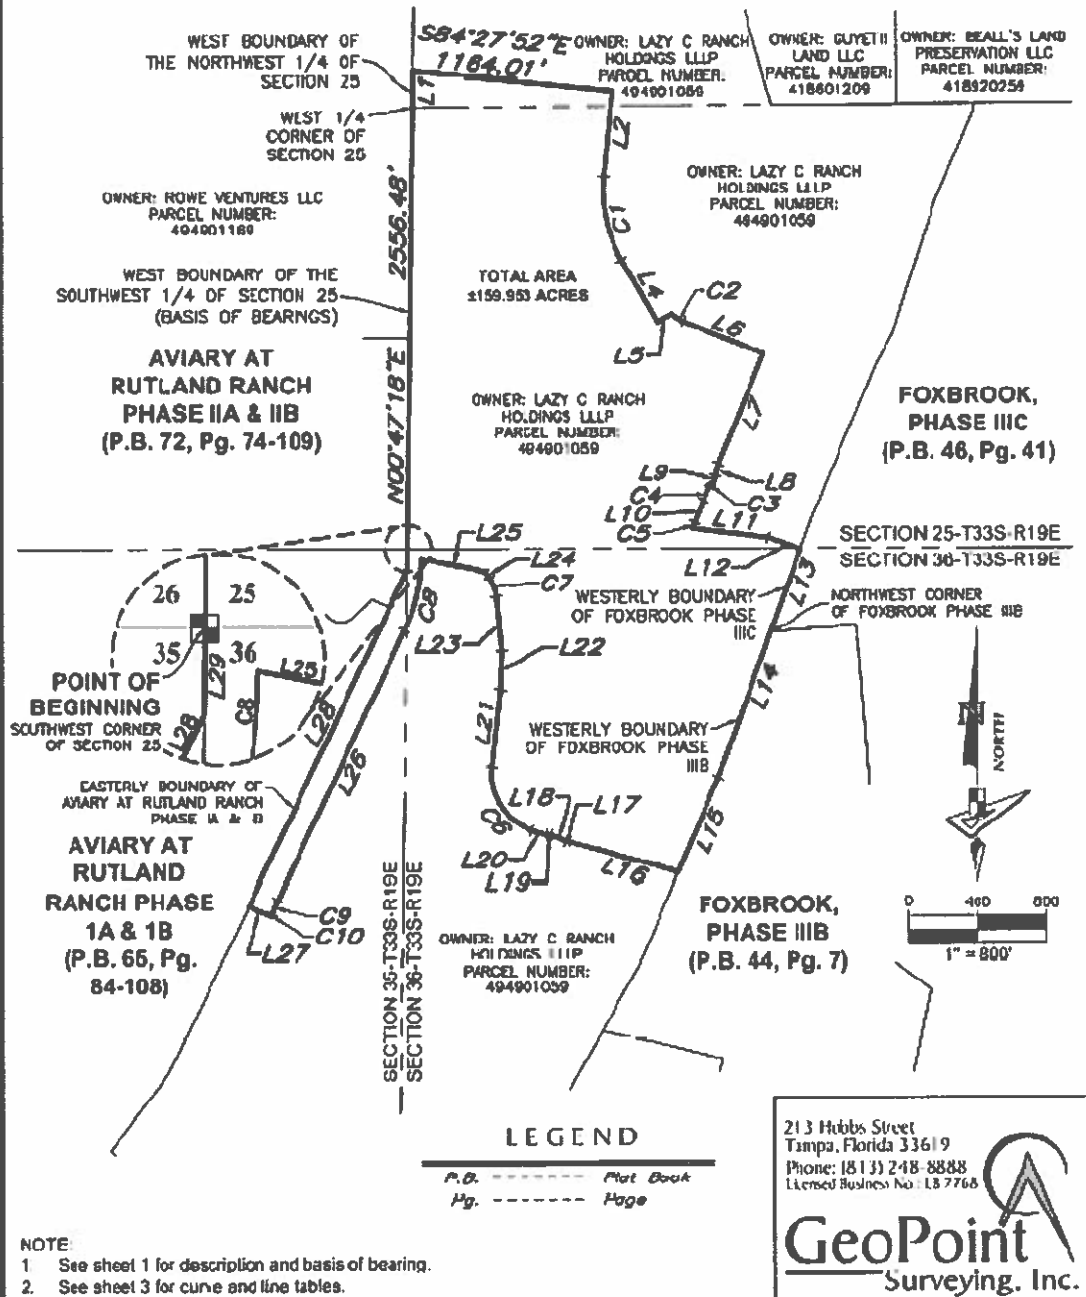 S84°27'52"E
1184.01'
WEST BOUNDARY OF
THE NORTHWEST 1/4 OF
SECTION 25
L1
OWNER: LAZY C RANCH
HOLDINGS LLLP
PARCEL NUMBER:
494901059
OWNER:
LAND LLC
PARCEL NUMBER:
418601209
OWNER: BEALL'S LAND
PRESERVATION LLC
PARCEL NUMBER:
418920254
WEST 1/4
CORNER OF
SECTION 25
L2
OWNER: LAZY C RANCH
HOLDINGS LLLP
PARCEL NUMBER:
494901059
OWNER: ROWE VENTURES LLC
PARCEL NUMBER:
494901169
2556.48'
C1
WEST BOUNDARY OF THE
SOUTHWEST 1/4 OF SECTION 25
(BASIS OF BEARINGS)
TOTAL AREA
±159.953 ACRES
L4
C2
L6
L5
AVIARY AT
RUTLAND RANCH
PHASE IIA & IIB
(P.B. 72, Pg. 74-109)
N00°47'18"E
OWNER: LAZY C RANCH
HOLDINGS LLLP
PARCEL NUMBER:
494901059
L7
FOXBROOK,
PHASE IIIC
(P.B. 46, Pg. 41)
L9
L8
C4
C3
L10
C5
L11
L25
SECTION 25-T33S-R19E
SECTION 36-T33S-R19E
L12
L24
C7
C8
L13
WESTERLY BOUNDARY
OF FOXBROOK PHASE
IIIC
NORTHWEST CORNER
OF FOXBROOK PHASE IIIB
26
25
35
36
L29
L25
C8
L28
L23
L22
POINT OF
BEGINNING
SOUTHWEST CORNER
OF SECTION 25
L28
L26
L21
L14
WESTERLY BOUNDARY
OF FOXBROOK PHASE
IIIB
N
NORTH
EASTERLY BOUNDARY OF
AVIARY AT RUTLAND RANCH
PHASE IA & IB
L18
L17
C6
L15
L20
L19
L16
AVIARY AT
RUTLAND
RANCH PHASE
1A & 1B
(P.B. 65, Pg.
84-108)
C9
C10
L27
SECTION 35-T33S-R19E
SECTION 36-T33S-R19E
OWNER: LAZY C RANCH
HOLDINGS LLLP
PARCEL NUMBER:
494901059
FOXBROOK,
PHASE IIIB
(P.B. 44, Pg. 7)
0 400 800
1" = 800'
LEGEND
P.B. ------- Plat Book
Pg. ------- Page
213 Hobbs Street
Tampa, Florida 33619
Phone: (813) 248-8888
Licensed Business No.: LB 7768
GeoPoint
Surveying, Inc.
NOTE
1 See sheet 1 for description and basis of bearing.
2. See sheet 3 for curve and line tables.